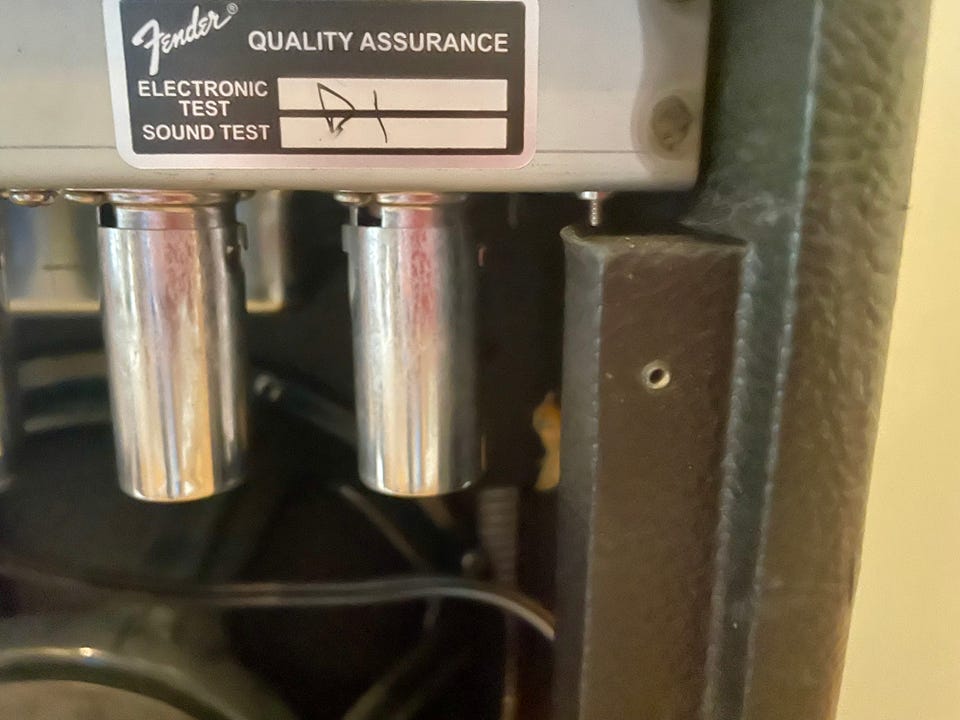 Fender®
QUALITY ASSURANCE
ELECTRONIC
TEST
SOUND TEST